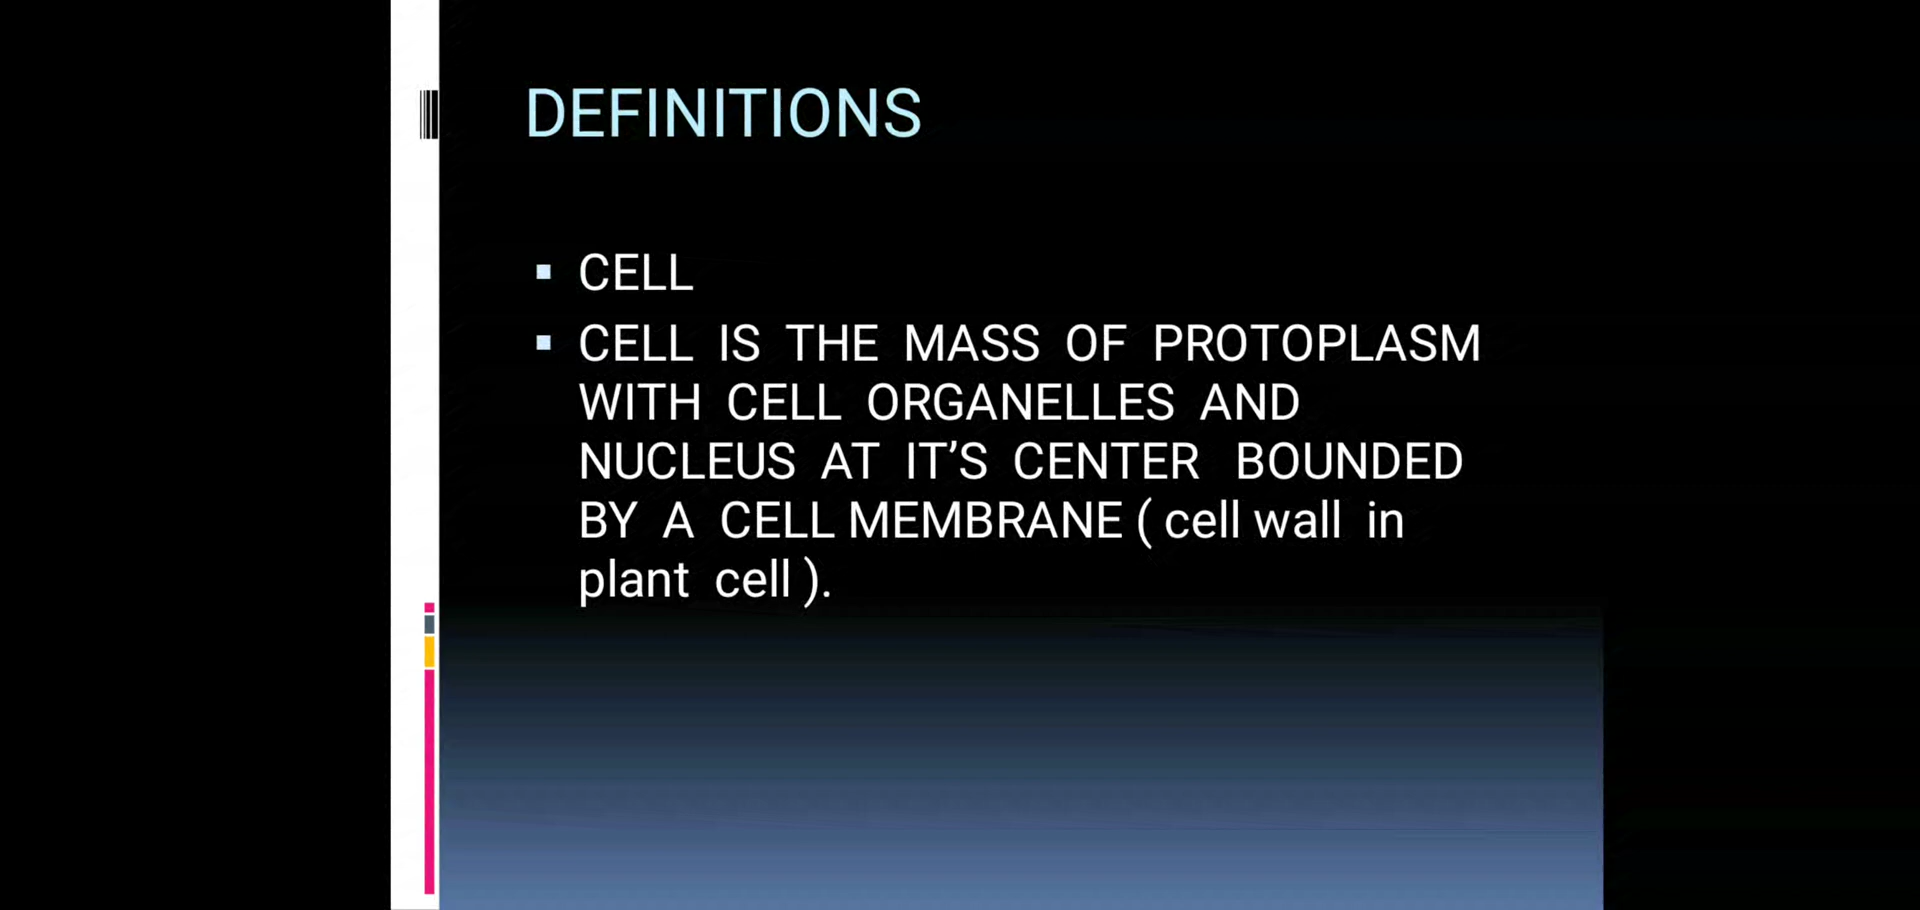 DEFINITIONS
CELL
CELL IS THE MASS OF PROTOPLASM
WITH CELL ORGANELLES AND
NUCLEUS AT IT’S CENTER BOUNDED
BY A CELL MEMBRANE ( cell wall in
plant cell ).